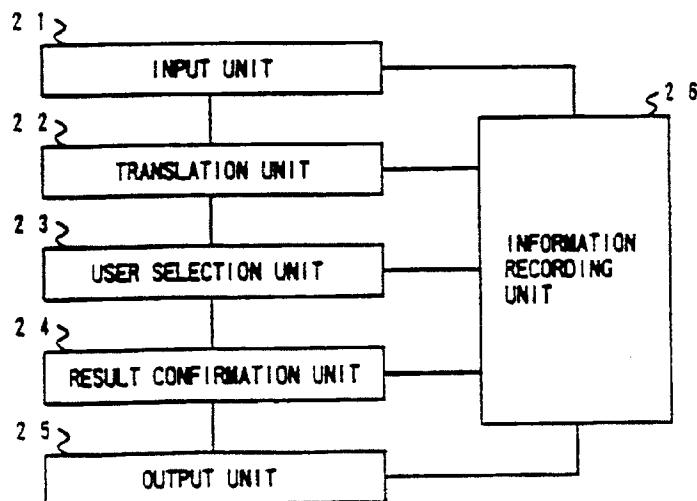 2 1
INPUT UNIT
2 6
2 2
TRANSLATION UNIT
2 3
USER SELECTION UNIT
INFORMATION
RECORDING
UNIT
2 4
RESULT CONFIRMATION UNIT
2 5
OUTPUT UNIT